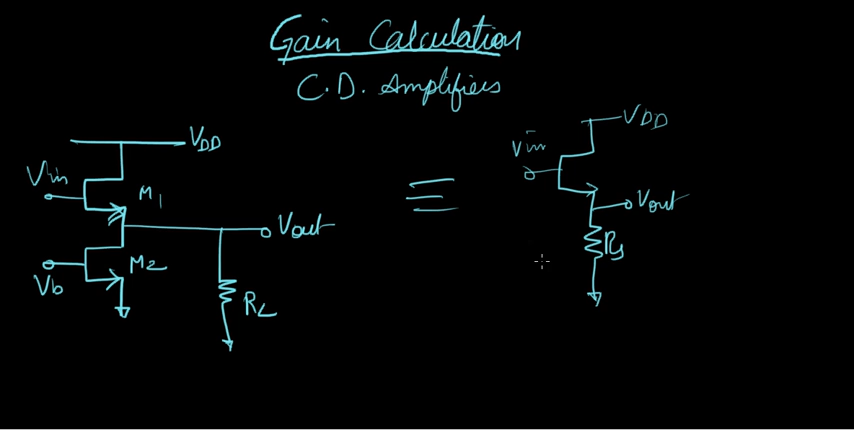 Gain Calculation
C.D. Amplifiers
VDD
Vin
M1
Vout
M2
Vb
RL
VDD
Vin
Vout
RS